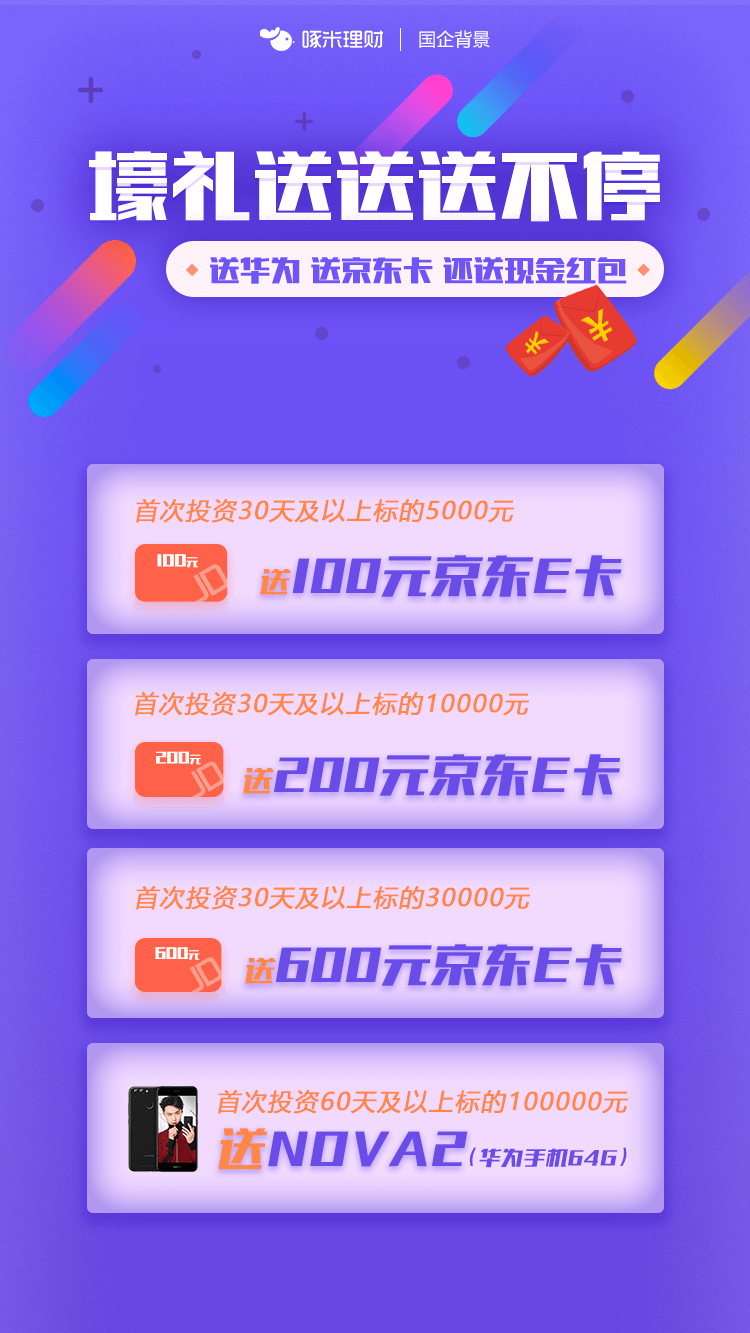 啄米理财 | 国企背景
壕礼送送送不停
送华为 送京东卡 还送现金红包
首次投资30天及以上标的5000元
100元
JD
送100元京东E卡
首次投资30天及以上标的10000元
200元
JD
送200元京东E卡
首次投资30天及以上标的30000元
600元
JD
送600元京东E卡
首次投资60天及以上标的100000元
送NOVA2(华为手机64G)